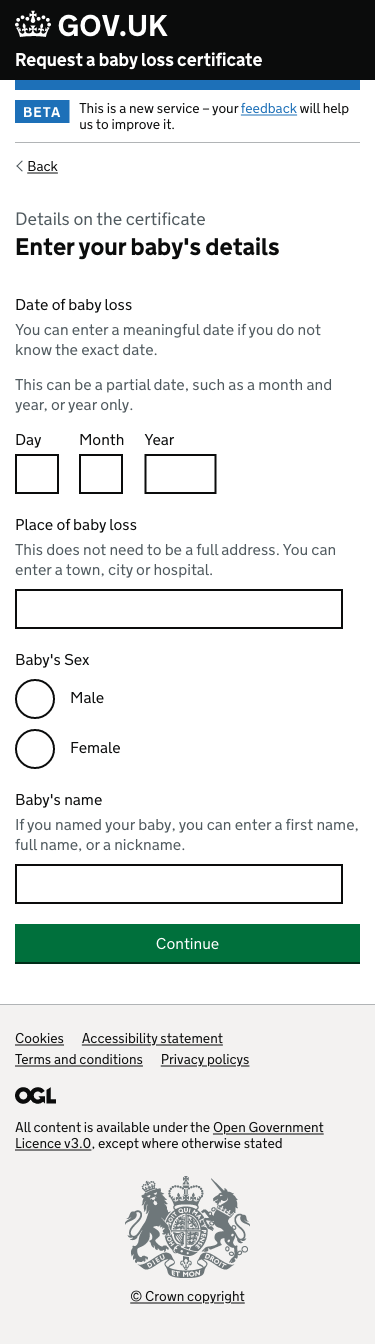 GOV.UK
Request a baby loss certificate
BETA
This is a new service – your feedback will help
us to improve it.
Back
Details on the certificate
Enter your baby's details
Date of baby loss
You can enter a meaningful date if you do not
know the exact date.
This can be a partial date, such as a month and
year, or year only.
Day Month Year
Place of baby loss
This does not need to be a full address. You can
enter a town, city or hospital.
Baby's Sex
Male
Female
Baby's name
If you named your baby, you can enter a first name,
full name, or a nickname.
Continue
Cookies Accessibility statement
Terms and conditions Privacy policys
OGL
All content is available under the Open Government
Licence v3.0, except where otherwise stated
DIEU ET MON DROIT
© Crown copyright